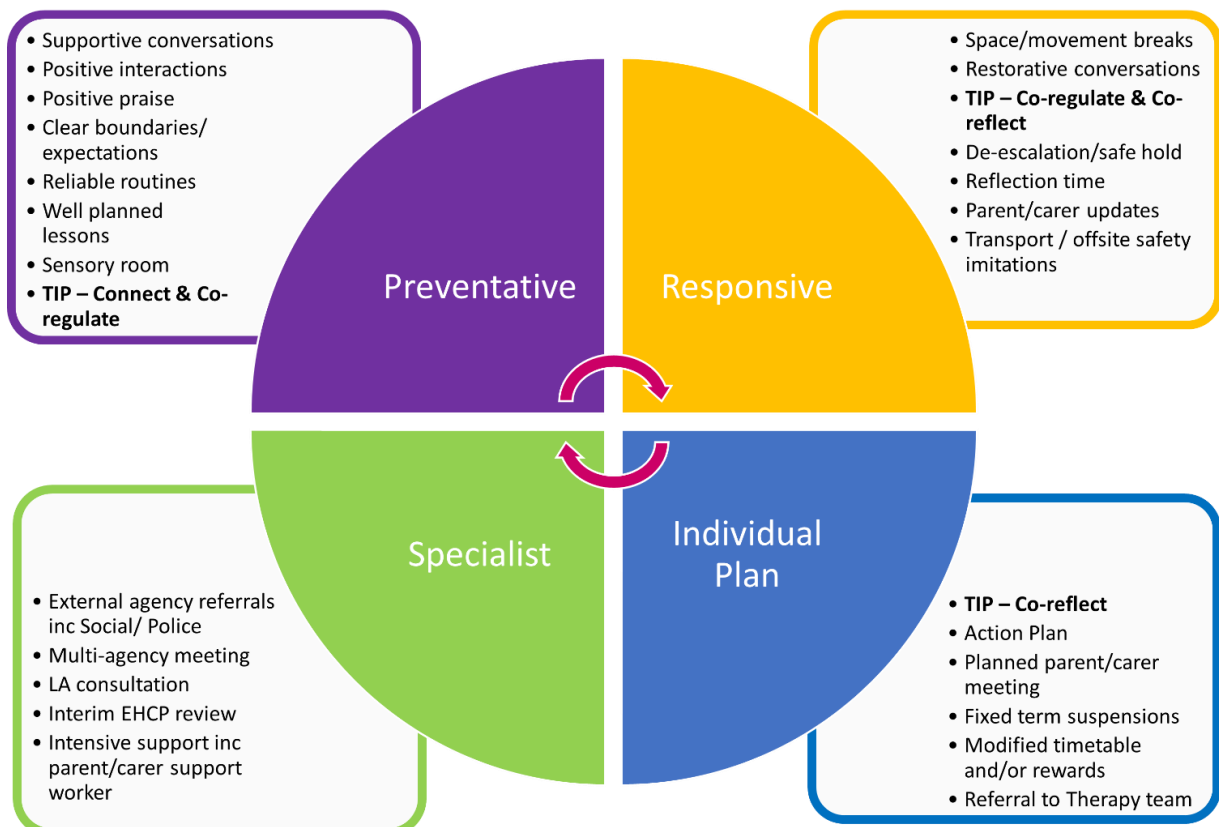 • Supportive conversations
• Positive interactions
• Positive praise
• Clear boundaries/
expectations
• Reliable routines
• Well planned
lessons
• Sensory room
• TIP – Connect & Co-
regulate
Preventative
Responsive
• Space/movement breaks
• Restorative conversations
• TIP – Co-regulate & Co-
reflect
• De-escalation/safe hold
• Reflection time
• Parent/carer updates
• Transport / offsite safety
imitations
Specialist
Individual
Plan
• External agency referrals
inc Social/ Police
• Multi-agency meeting
• LA consultation
• Interim EHCP review
• Intensive support inc
parent/carer support
worker
• TIP – Co-reflect
• Action Plan
• Planned parent/carer
meeting
• Fixed term suspensions
• Modified timetable
and/or rewards
• Referral to Therapy team